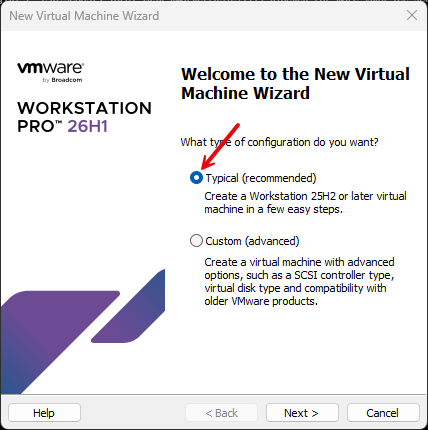 New Virtual Machine Wizard
vmware®
by Broadcom
WORKSTATION
PRO™ 26H1
Welcome to the New Virtual
Machine Wizard
What type of configuration do you want?
Typical (recommended)
Create a Workstation 25H2 or later virtual
machine in a few easy steps.
Custom (advanced)
Create a virtual machine with advanced
options, such as a SCSI controller type,
virtual disk type and compatibility with
older VMware products.
Help
< Back
Next >
Cancel